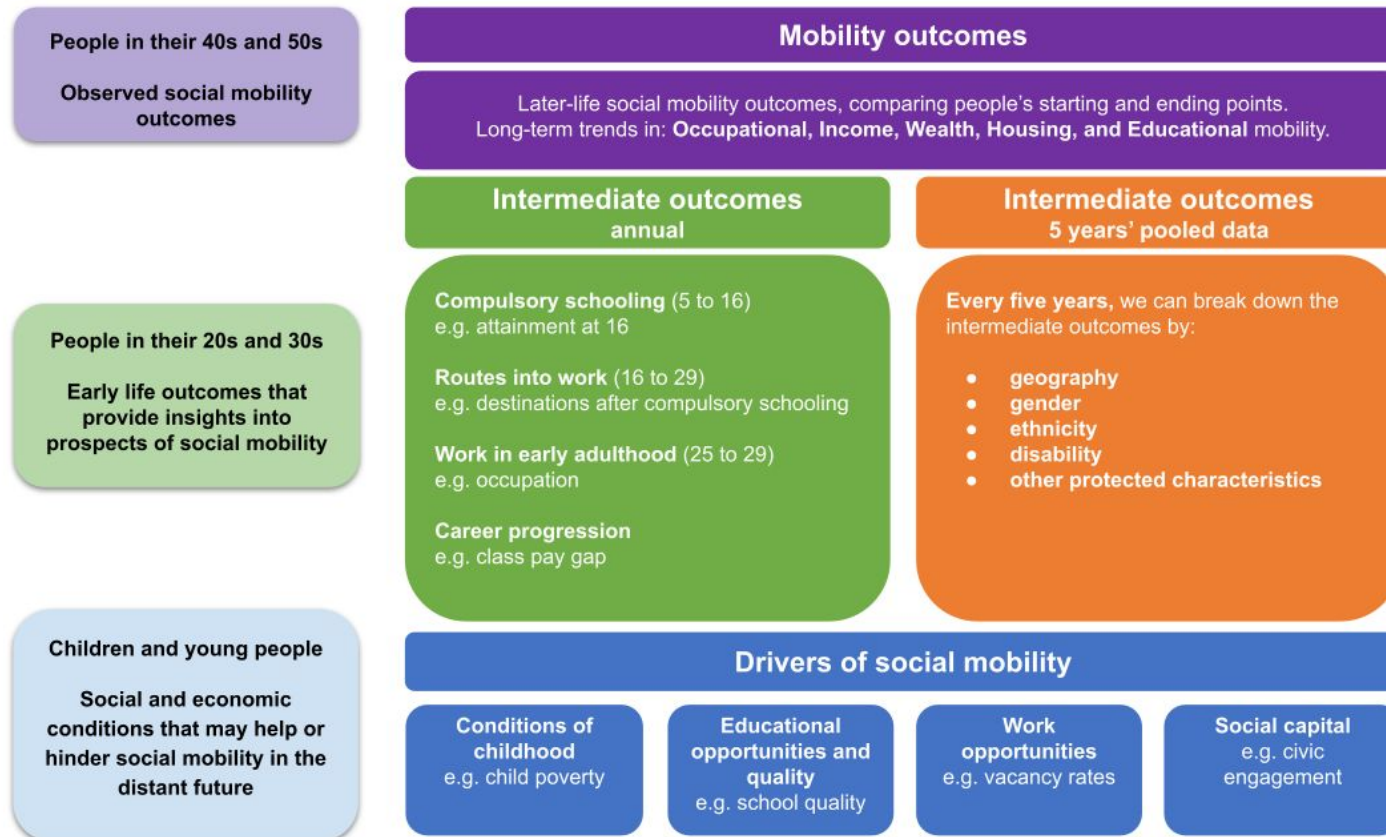 People in their 40s and 50s
Observed social mobility
outcomes
Mobility outcomes
Later-life social mobility outcomes, comparing people's starting and ending points.
Long-term trends in: Occupational, Income, Wealth, Housing, and Educational mobility.
People in their 20s and 30s
Early life outcomes that
provide insights into
prospects of social mobility
Intermediate outcomes
annual
Compulsory schooling (5 to 16)
e.g. attainment at 16
Routes into work (16 to 29)
e.g. destinations after compulsory schooling
Work in early adulthood (25 to 29)
e.g. occupation
Career progression
e.g. class pay gap
Intermediate outcomes
5 years' pooled data
Every five years, we can break down the
intermediate outcomes by:
● geography
● gender
● ethnicity
● disability
● other protected characteristics
Children and young people
Social and economic
conditions that may help or
hinder social mobility in the
distant future
Drivers of social mobility
Conditions of
childhood
e.g. child poverty
Educational
opportunities and
quality
e.g. school quality
Work
opportunities
e.g. vacancy rates
Social capital
e.g. civic
engagement